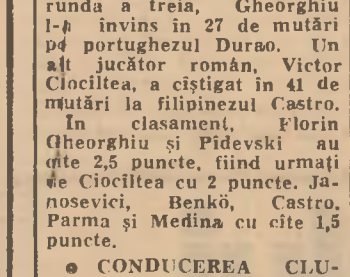 runda a treia, Gheorghiu
l-a învins în 27 de mutări
pe portughezul Durao. Un
alt jucător român, Victor
Ciocîltea, a cîștigat în 41 de
mutări la filipinezul Castro.
În clasament, Florin
Gheorghiu și Pîdevski au
cîte 2,5 puncte, fiind urmați
de Ciocîltea cu 2 puncte. Ja-
nosevici, Benkö, Castro.
Parma și Medina cu cîte 1,5
puncte.
● CONDUCEREA CLU-